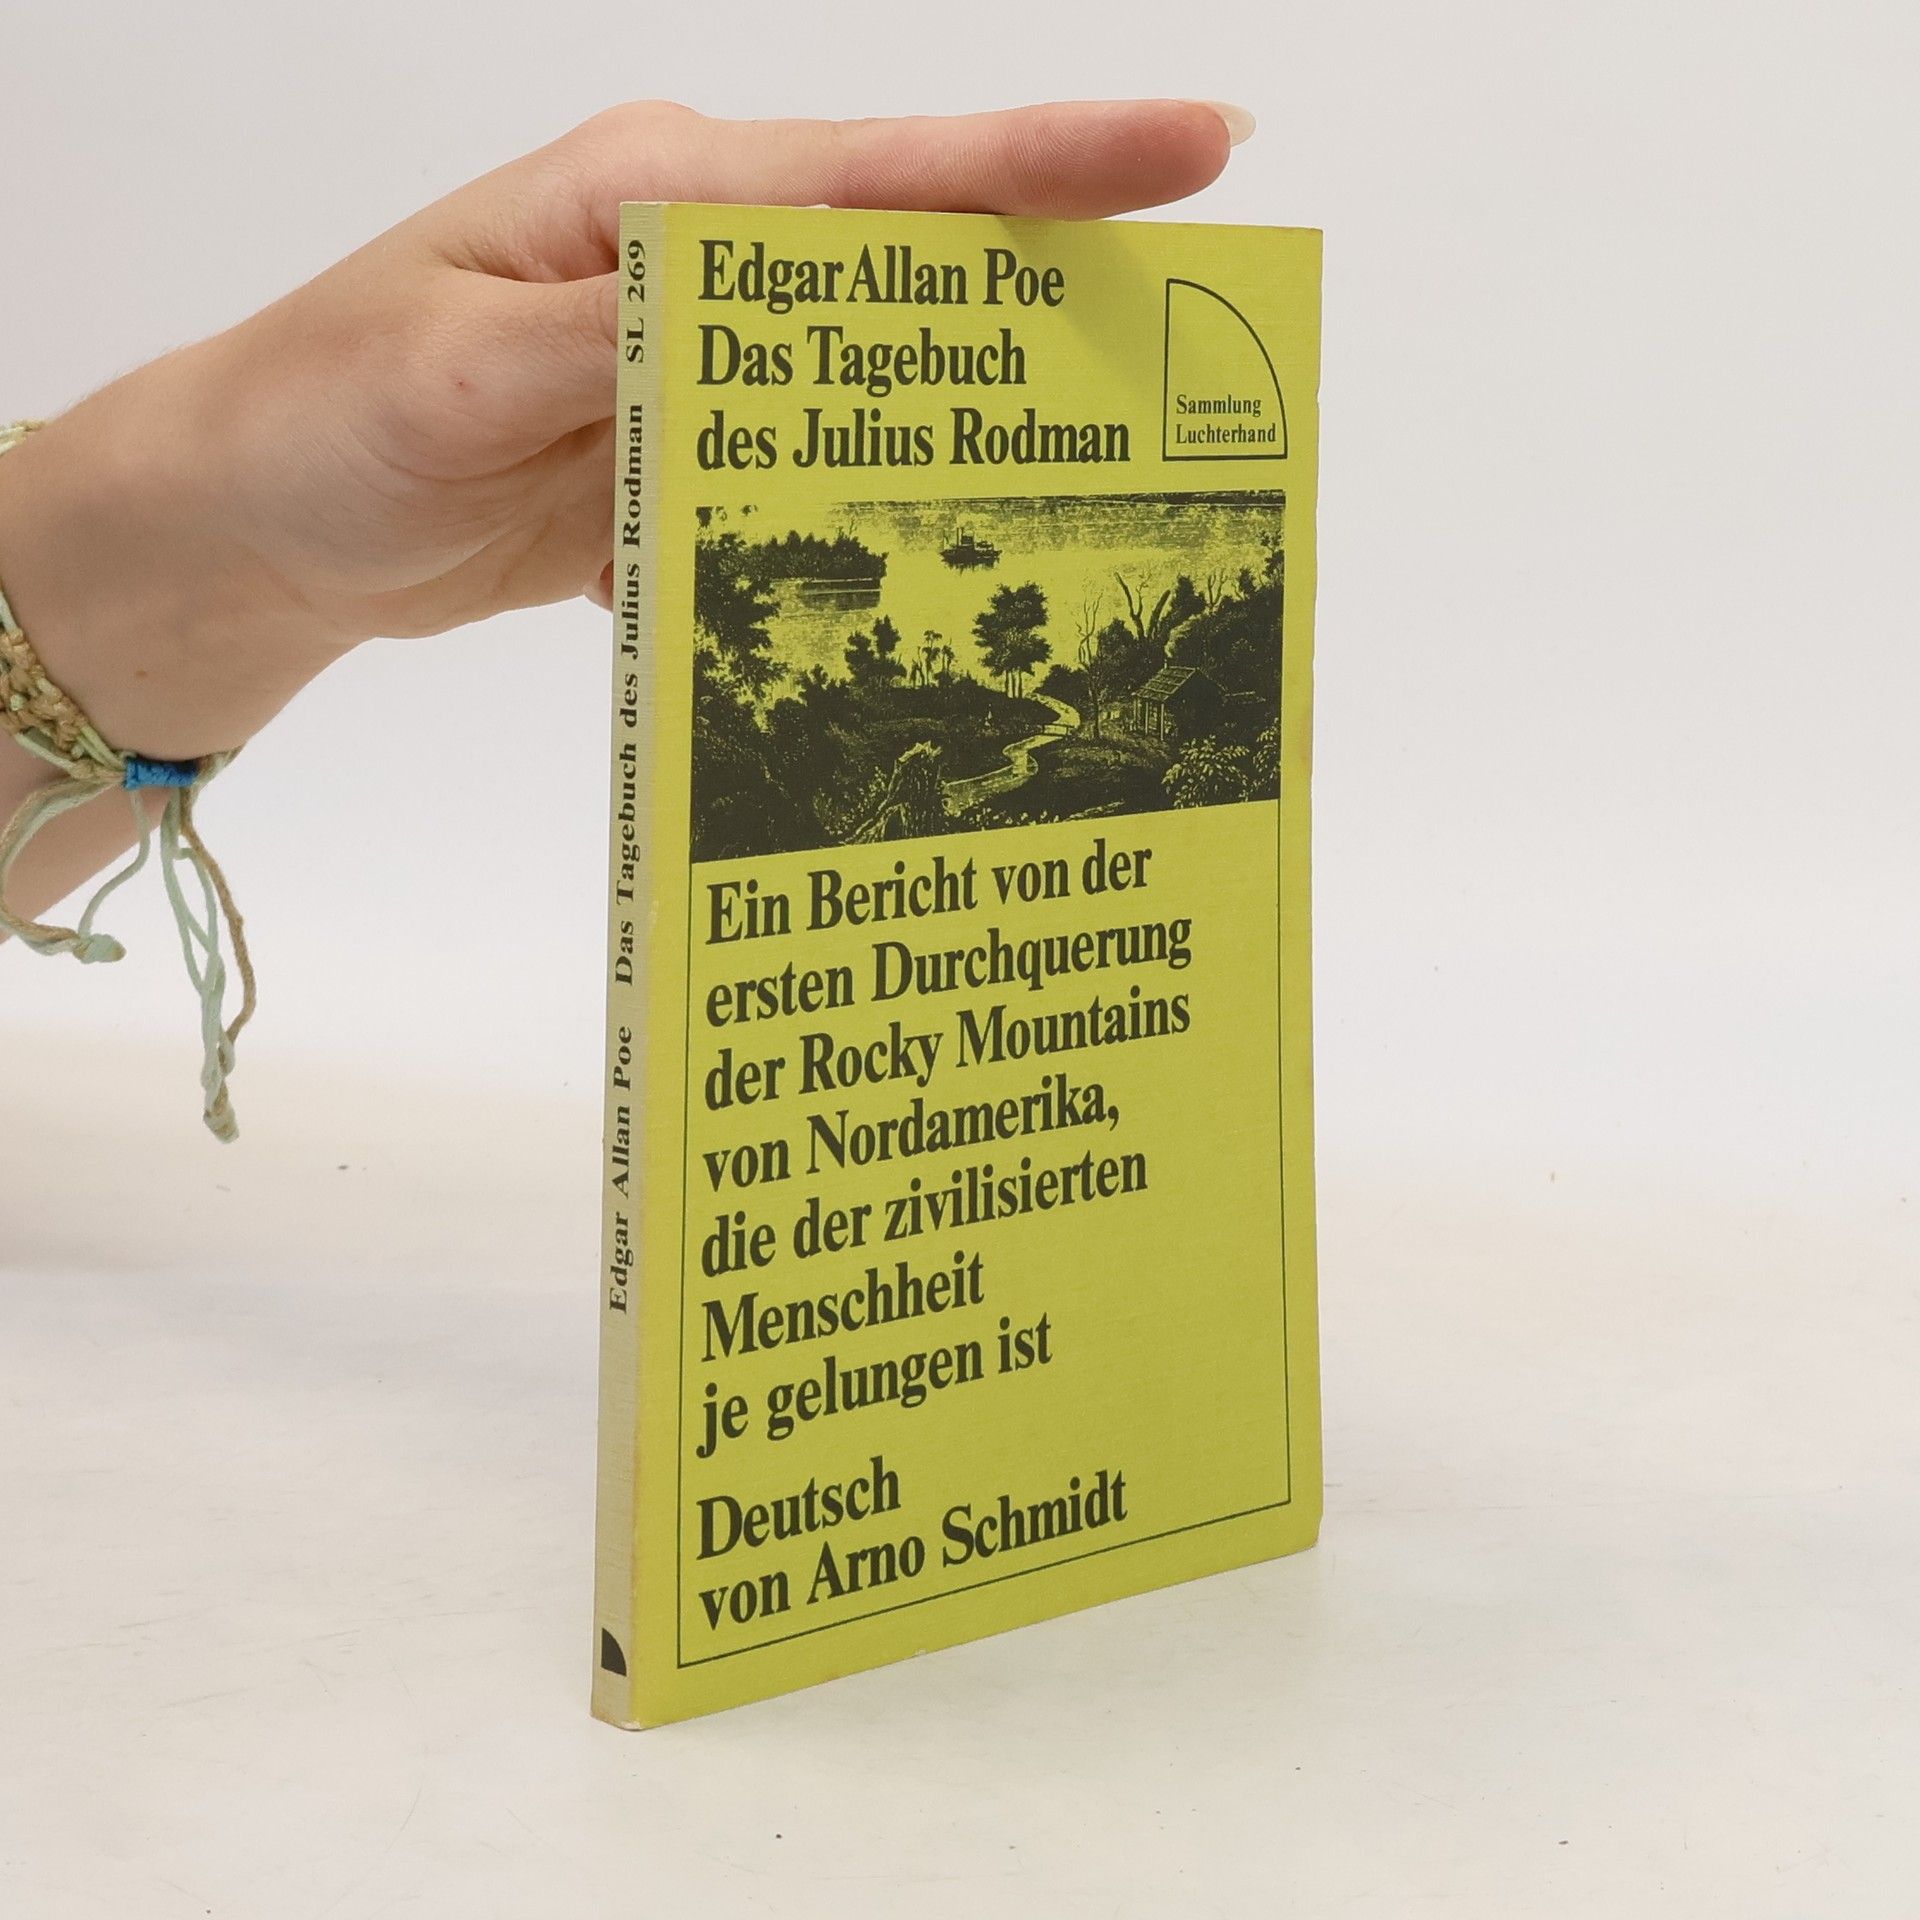 Edgar Allan Poe
Das Tagebuch
des Julius Rodman
Sammlung
Luchterhand
Ein Bericht von der
ersten Durchquerung
der Rocky Mountains
von Nordamerika,
die der zivilisierten
Menschheit
je gelungen ist
Deutsch
von Arno Schmidt
Edgar Allan Poe Das Tagebuch des Julius Rodman SL 269